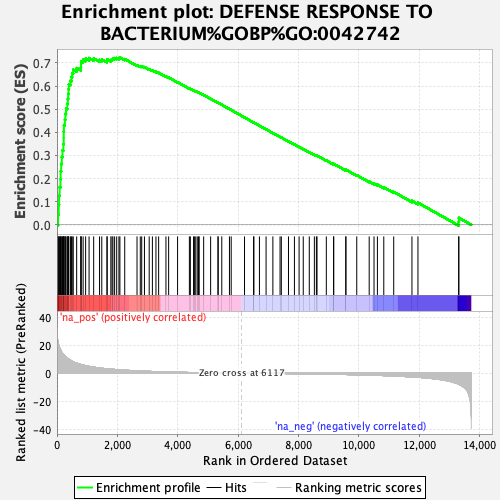 Enrichment plot: DEFENSE RESPONSE TO
BACTERIUM%GOBP%GO:0042742
Enrichment score (ES)
0.7
0.6
0.5
0.4
0.3
0.2
0.1
0.0
'na_pos' (positively correlated)
Ranked list metric (PreRanked)
40
20
0
-20
-40
Zero cross at 6117
'na_neg' (negatively correlated)
0 2,000 4,000 6,000 8,000 10,000 12,000 14,000
Rank in Ordered Dataset
Enrichment profile Hits Ranking metric scores